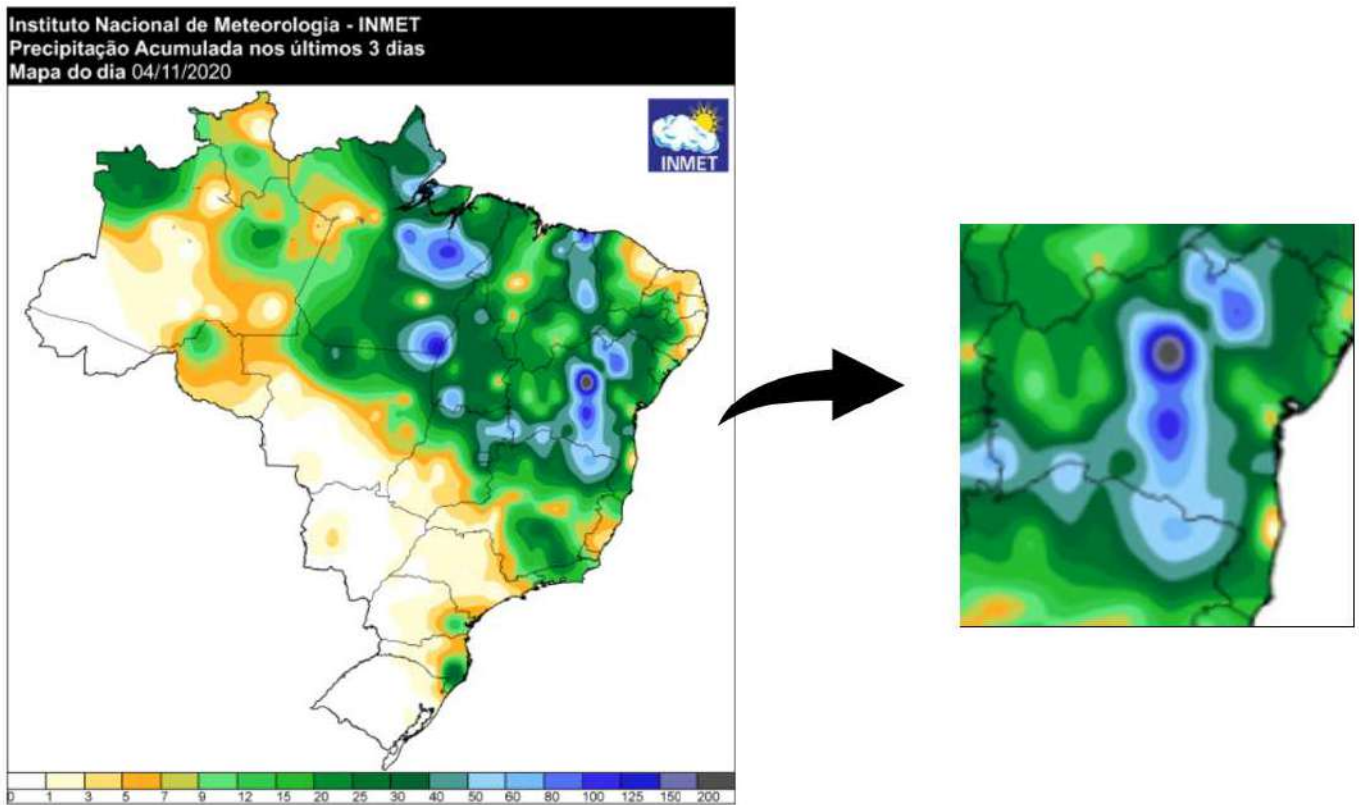 Instituto Nacional de Meteorologia - INMET
Precipitação Acumulada nos últimos 3 dias
Mapa do dia 04/11/2020
INMET
0 1 3 5 7 9 12 15 20 25 30 40 50 60 80 100 125 150 200